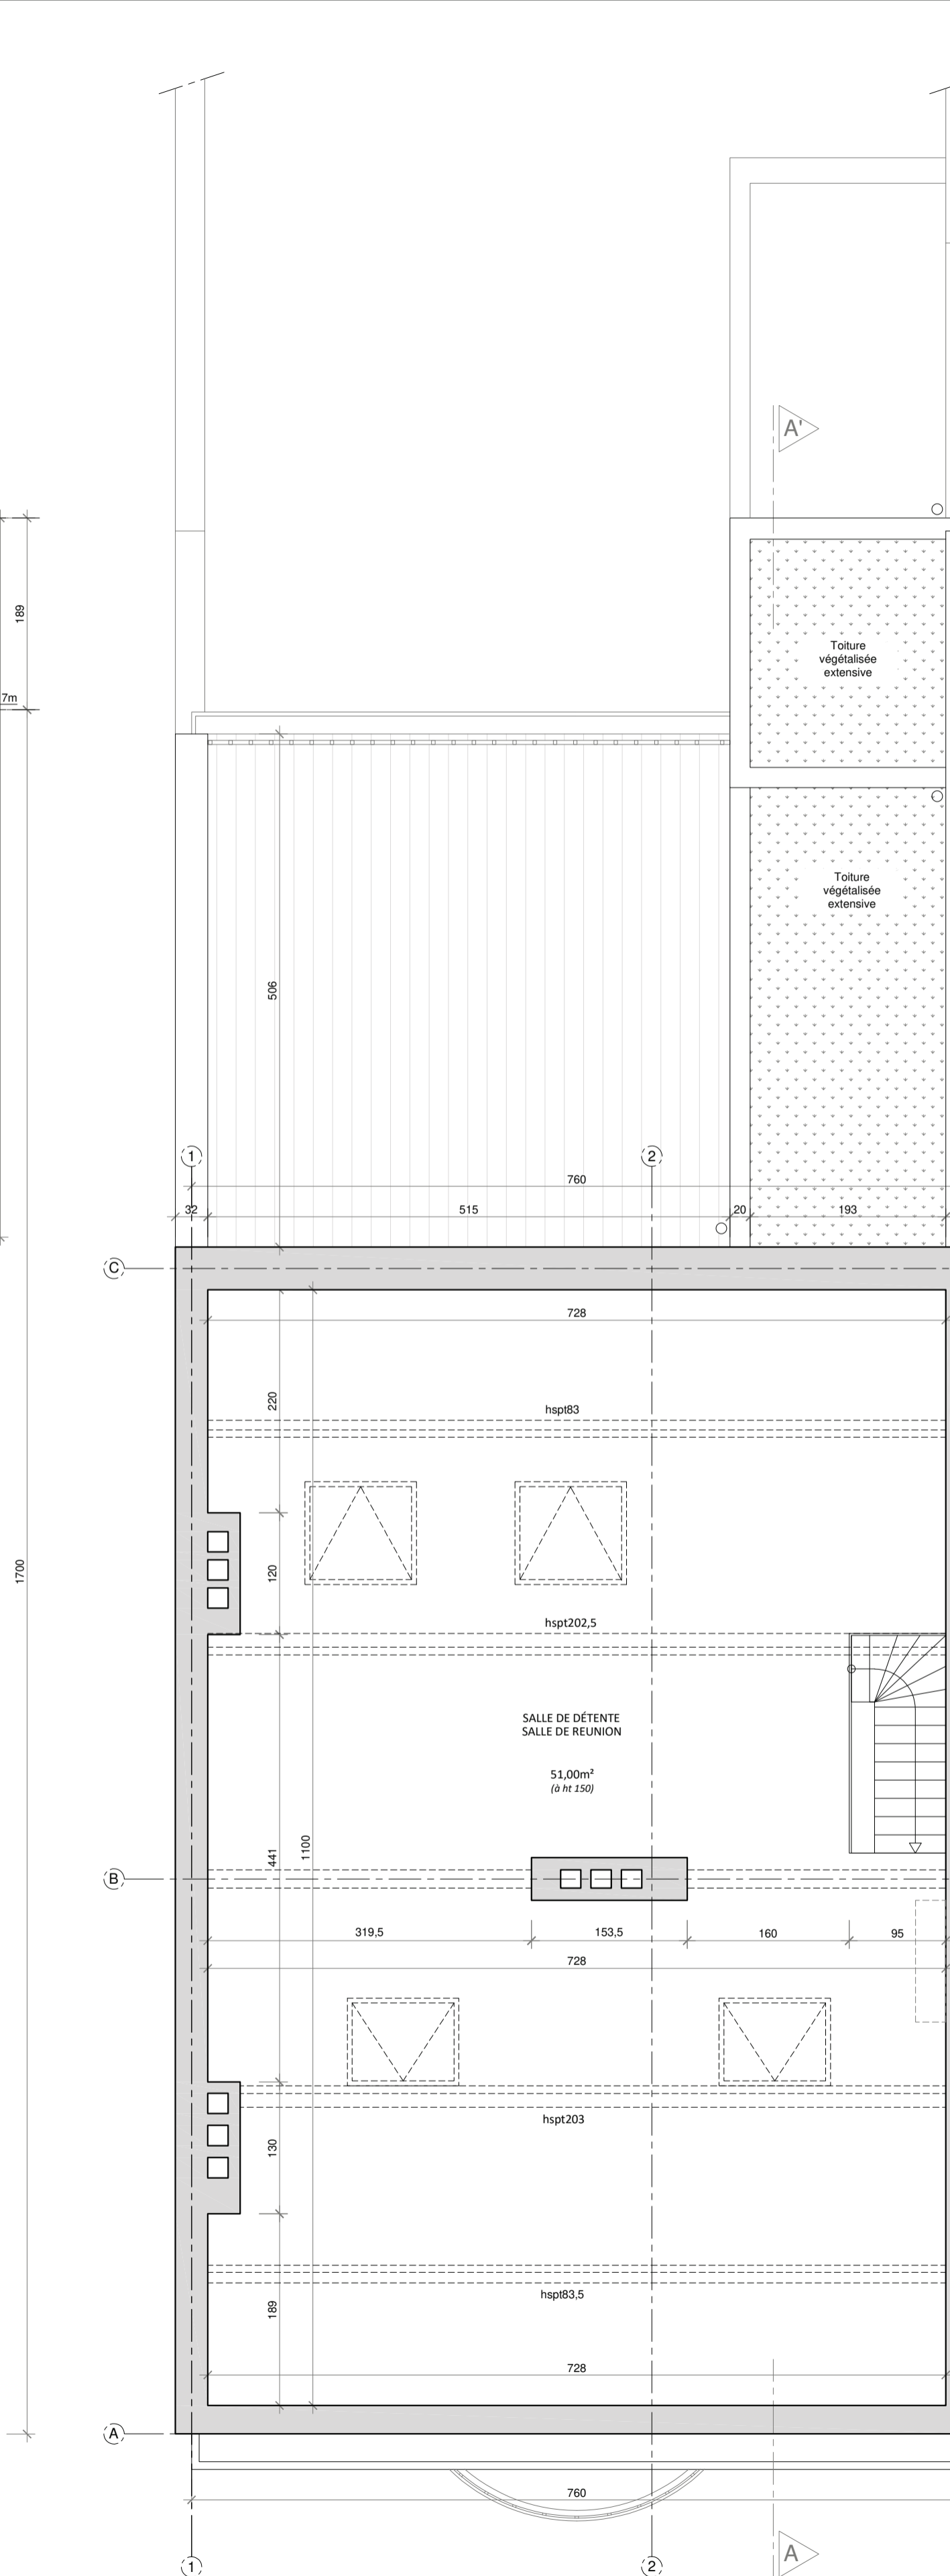 A'
189
7m
Toiture
végétalisée
extensive
Toiture
végétalisée
extensive
506
1
2
760
32
515
20
193
C
728
220
hspt83
120
1700
hspt202,5
SALLE DE DÉTENTE
SALLE DE REUNION
51,00m²
(à ht 150)
441
1100
B
319,5
153,5
160
95
728
hspt203
130
hspt83,5
189
728
A
760
A
1
2